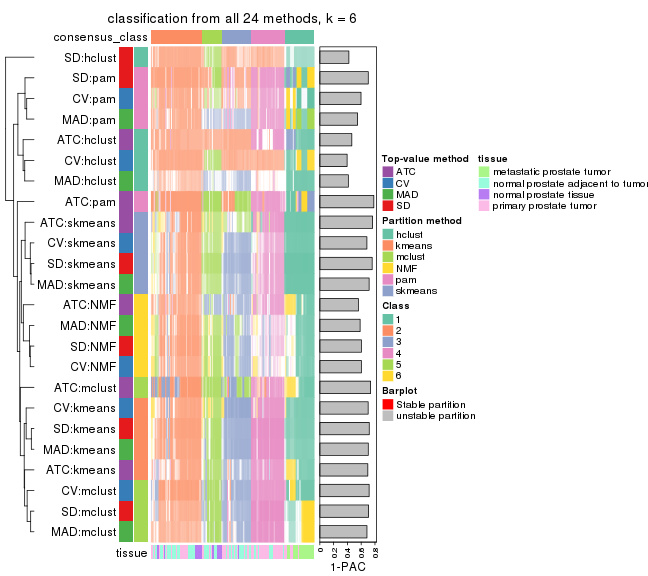 classification from all 24 methods, k = 6
consensus_class
SD:hclust
SD:pam
CV:pam
MAD:pam
ATC:hclust
CV:hclust
MAD:hclust
ATC:pam
ATC:skmeans
CV:skmeans
SD:skmeans
MAD:skmeans
ATC:NMF
MAD:NMF
SD:NMF
CV:NMF
ATC:mclust
CV:kmeans
SD:kmeans
MAD:kmeans
ATC:kmeans
CV:mclust
SD:mclust
MAD:mclust
tissue
0 0.2 0.4 0.6 0.8
1-PAC
Top-value method
ATC
CV
MAD
SD
Partition method
hclust
kmeans
mclust
NMF
pam
skmeans
Class
1
2
3
4
5
6
Barplot
Stable partition
unstable partition
tissue
metastatic prostate tumor
normal prostate adjacent to tumor
normal prostate tissue
primary prostate tumor